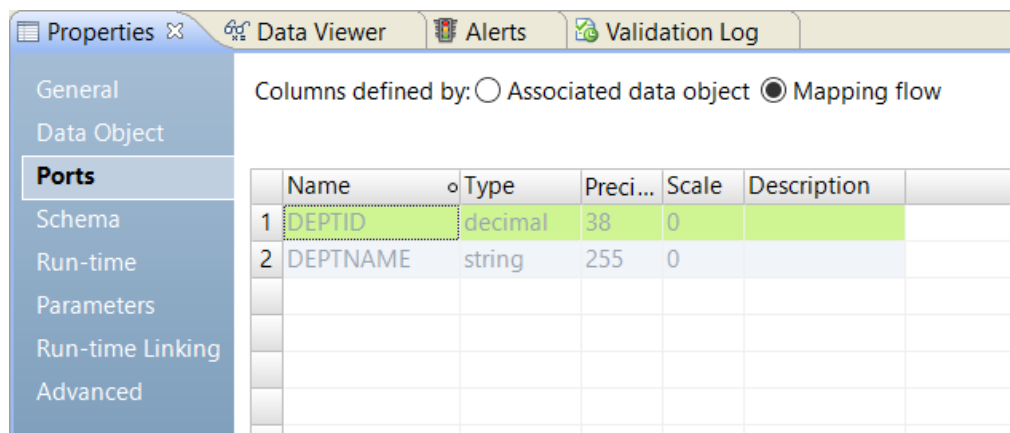 Properties Data Viewer Alerts Validation Log
General
Data Object
Ports
Schema
Run-time
Parameters
Run-time Linking
Advanced
Columns defined by: Associated data object Mapping flow
Name Type Preci... Scale Description
1 DEPTID decimal 38 0
2 DEPTNAME string 255 0